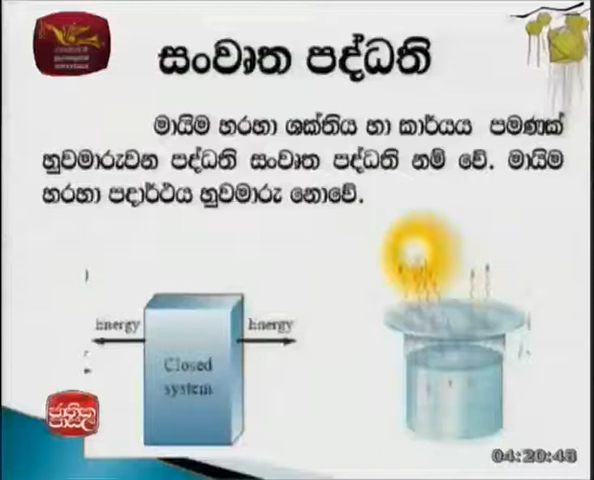 සංවෘත පද්ධති
මායිම හරහා ශක්තිය හා කාර්යය පමණක්
හුවමාරුවන පද්ධති සංවෘත පද්ධති නම් වේ. මායිම
හරහා පදාර්ථය හුවමාරු නොවේ.
Energy
Energy
Closed
system
ජාතික
පාසල
04:20:48